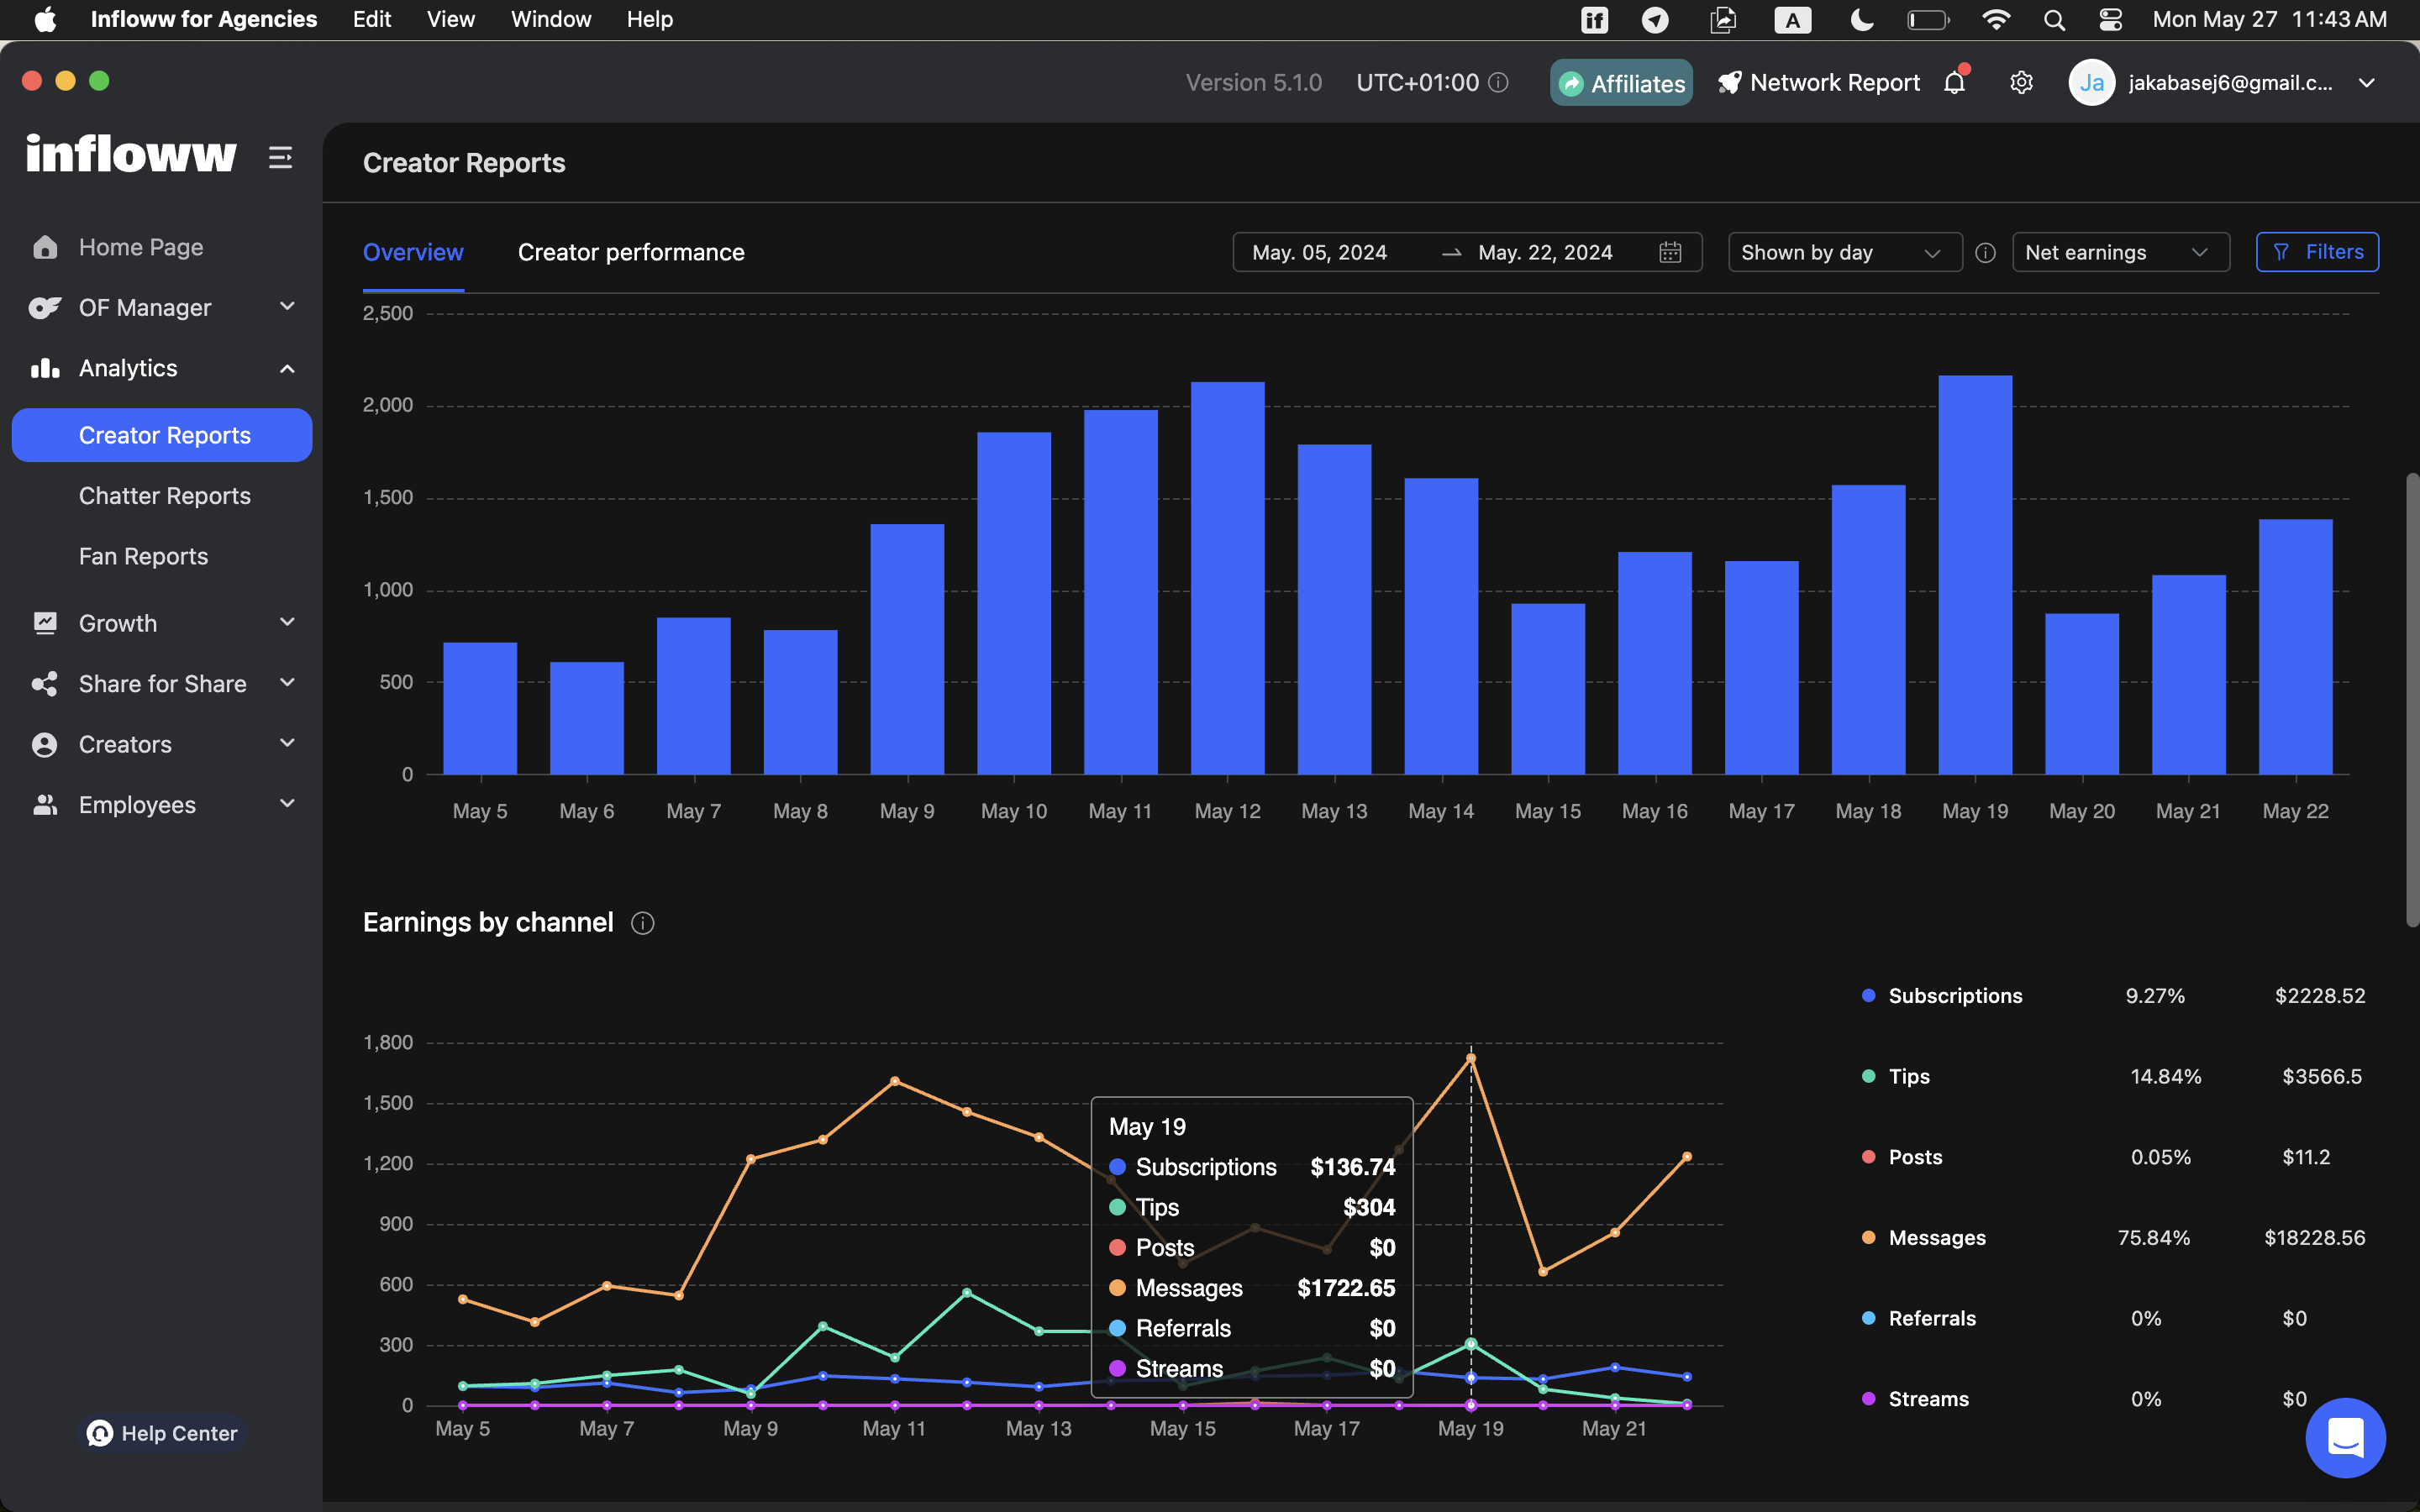 Infloww for Agencies Edit View Window Help if A Mon May 27 11:43 AM
Version 5.1.0 UTC+01:00 Affiliates Network Report Ja jakabasej6@gmail.c...
infloww
Home Page
OF Manager
Analytics
Creator Reports
Chatter Reports
Fan Reports
Growth
Share for Share
Creators
Employees
Help Center
Creator Reports
Overview Creator performance May. 05, 2024 May. 22, 2024 Shown by day Net earnings Filters
2,500
2,000
1,500
1,000
500
0
May 5 May 6 May 7 May 8 May 9 May 10 May 11 May 12 May 13 May 14 May 15 May 16 May 17 May 18 May 19 May 20 May 21 May 22
Earnings by channel
1,800
1,500
1,200
900
600
300
0
May 5 May 7 May 9 May 11 May 13 May 15 May 17 May 19 May 21
May 19
Subscriptions $136.74
Tips $304
Posts $0
Messages $1722.65
Referrals $0
Streams $0
Subscriptions 9.27% $2228.52
Tips 14.84% $3566.5
Posts 0.05% $11.2
Messages 75.84% $18228.56
Referrals 0% $0
Streams 0% $0